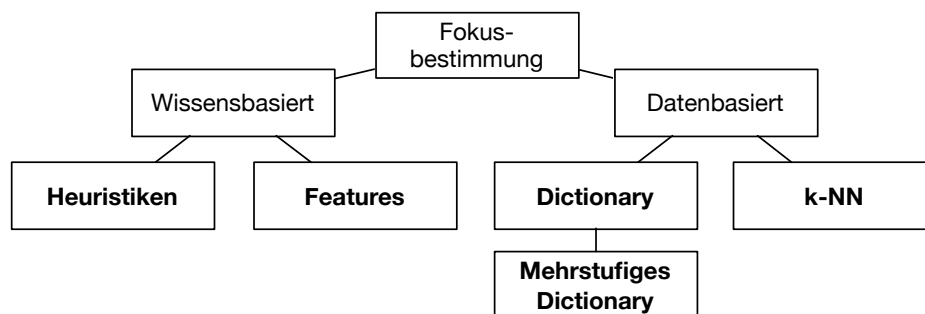 Fokus-
bestimmung
Wissensbasiert
Datenbasiert
Heuristiken
Features
Dictionary
k-NN
Mehrstufiges
Dictionary